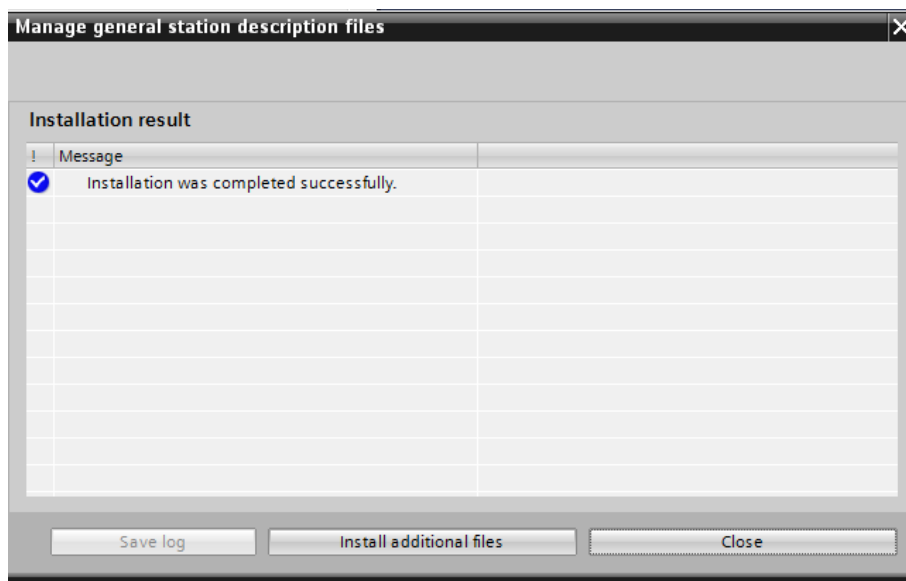 Manage general station description files
Installation result
! Message
Installation was completed successfully.
Save log Install additional files Close